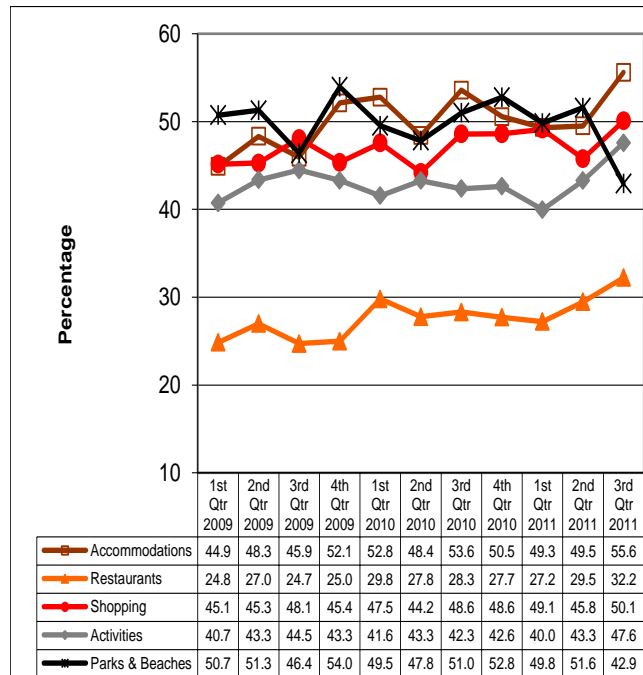 60
50
40
30
20
10
Percentage
1st Qtr 2009 2nd Qtr 2009 3rd Qtr 2009 4th Qtr 2009 1st Qtr 2010 2nd Qtr 2010 3rd Qtr 2010 4th Qtr 2010 1st Qtr 2011 2nd Qtr 2011 3rd Qtr 2011
Accommodations 44.9 48.3 45.9 52.1 52.8 48.4 53.6 50.5 49.3 49.5 55.6
Restaurants 24.8 27.0 24.7 25.0 29.8 27.8 28.3 27.7 27.2 29.5 32.2
Shopping 45.1 45.3 48.1 45.4 47.5 44.2 48.6 48.6 49.1 45.8 50.1
Activities 40.7 43.3 44.5 43.3 41.6 43.3 42.3 42.6 40.0 43.3 47.6
Parks & Beaches 50.7 51.3 46.4 54.0 49.5 47.8 51.0 52.8 49.8 51.6 42.9